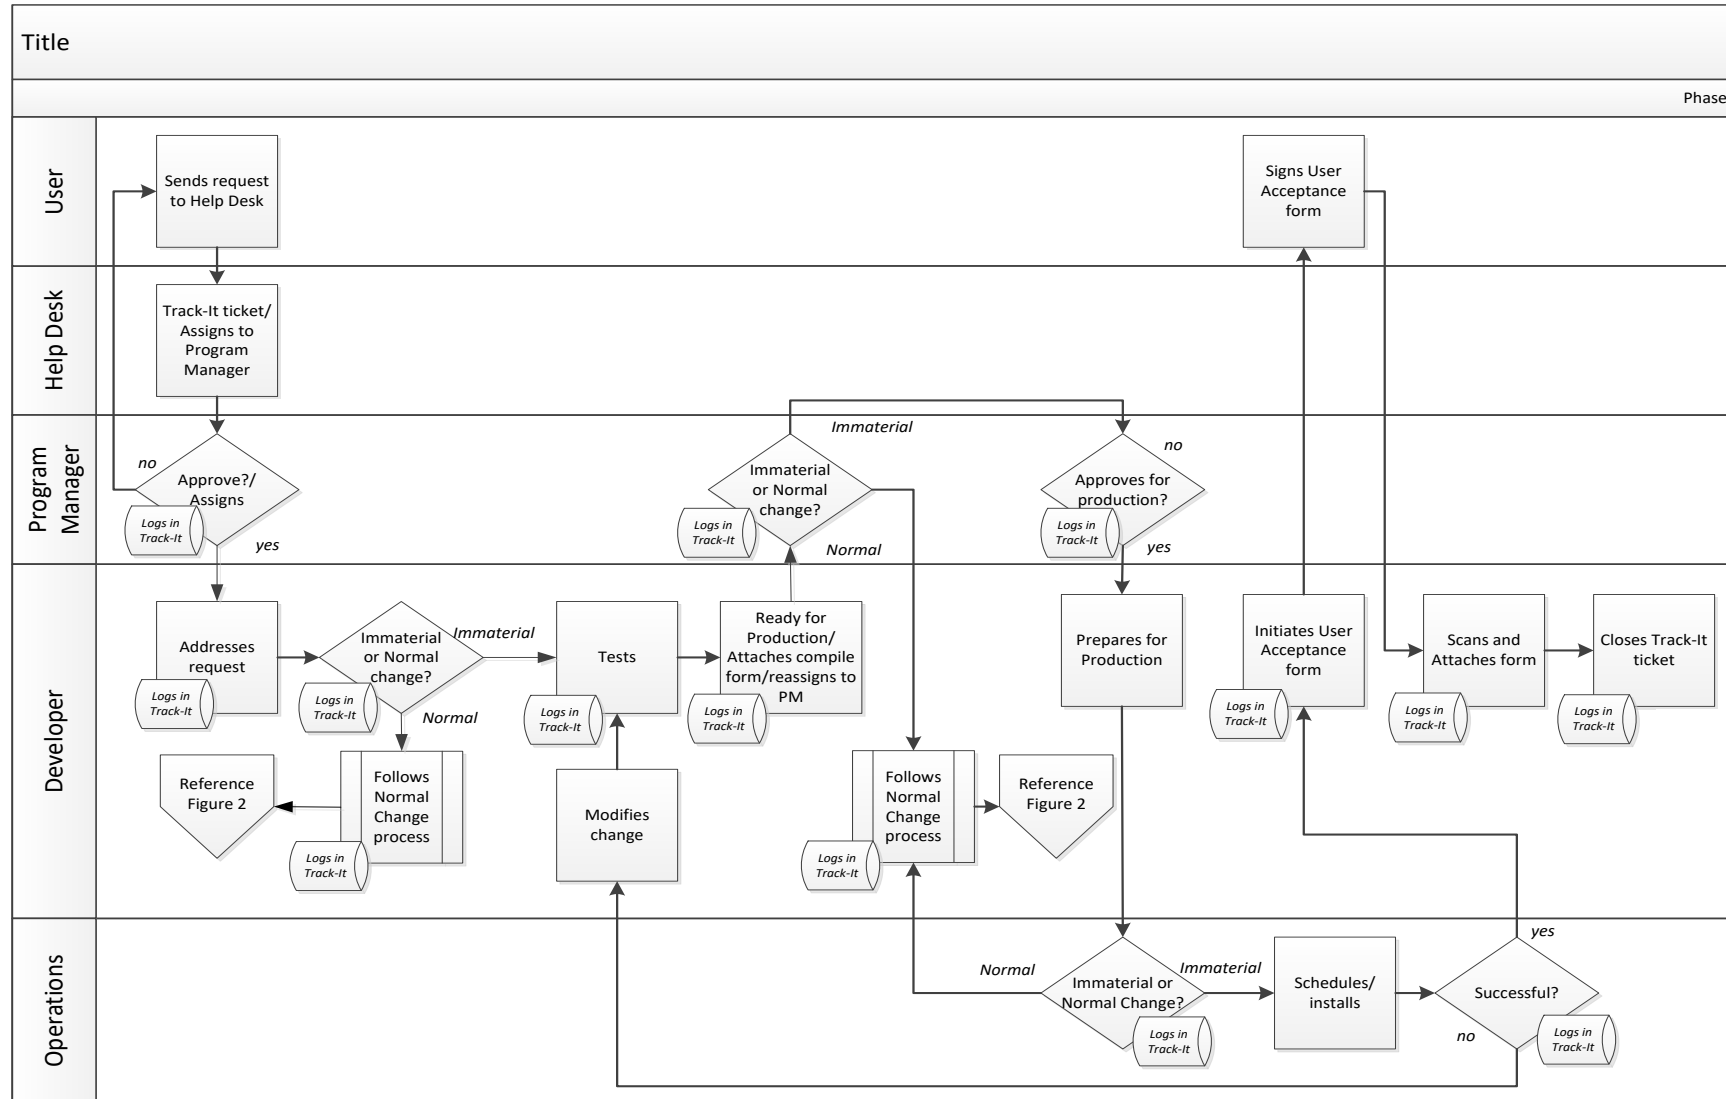 Title
Phase
User
Sends request
to Help Desk
Signs User
Acceptance
form
Help Desk
Track-It ticket/
Assigns to
Program
Manager
Program
Manager
no
Approve?/
Assigns
Logs in
Track-It
yes
Immaterial
Immaterial
or Normal
change?
Logs in
Track-It
Normal
no
Approves for
production?
Logs in
Track-It
yes
Developer
Addresses
request
Logs in
Track-It
Immaterial
or Normal
change?
Immaterial
Logs in
Track-It
Normal
Tests
Logs in
Track-It
Ready for
Production/
Attaches compile
form/reassigns to
PM
Logs in
Track-It
Prepares for
Production
Initiates User
Acceptance
form
Logs in
Track-It
Scans and
Attaches form
Logs in
Track-It
Closes Track-It
ticket
Logs in
Track-It
Reference
Figure 2
Follows
Normal
Change
process
Logs in
Track-It
Modifies
change
Follows
Normal
Change
process
Logs in
Track-It
Reference
Figure 2
Operations
Normal
Immaterial or
Normal Change?
Immaterial
Logs in
Track-It
Schedules/
installs
yes
Successful?
no
Logs in
Track-It